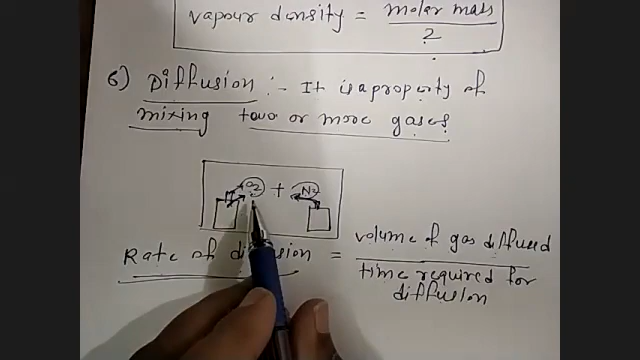 vapour density = molar mass
2
6) Diffusion :- It is a property of
mixing two or more gases
O2 + N2
Rate of diffusion = volume of gas diffused
time required for
diffusion